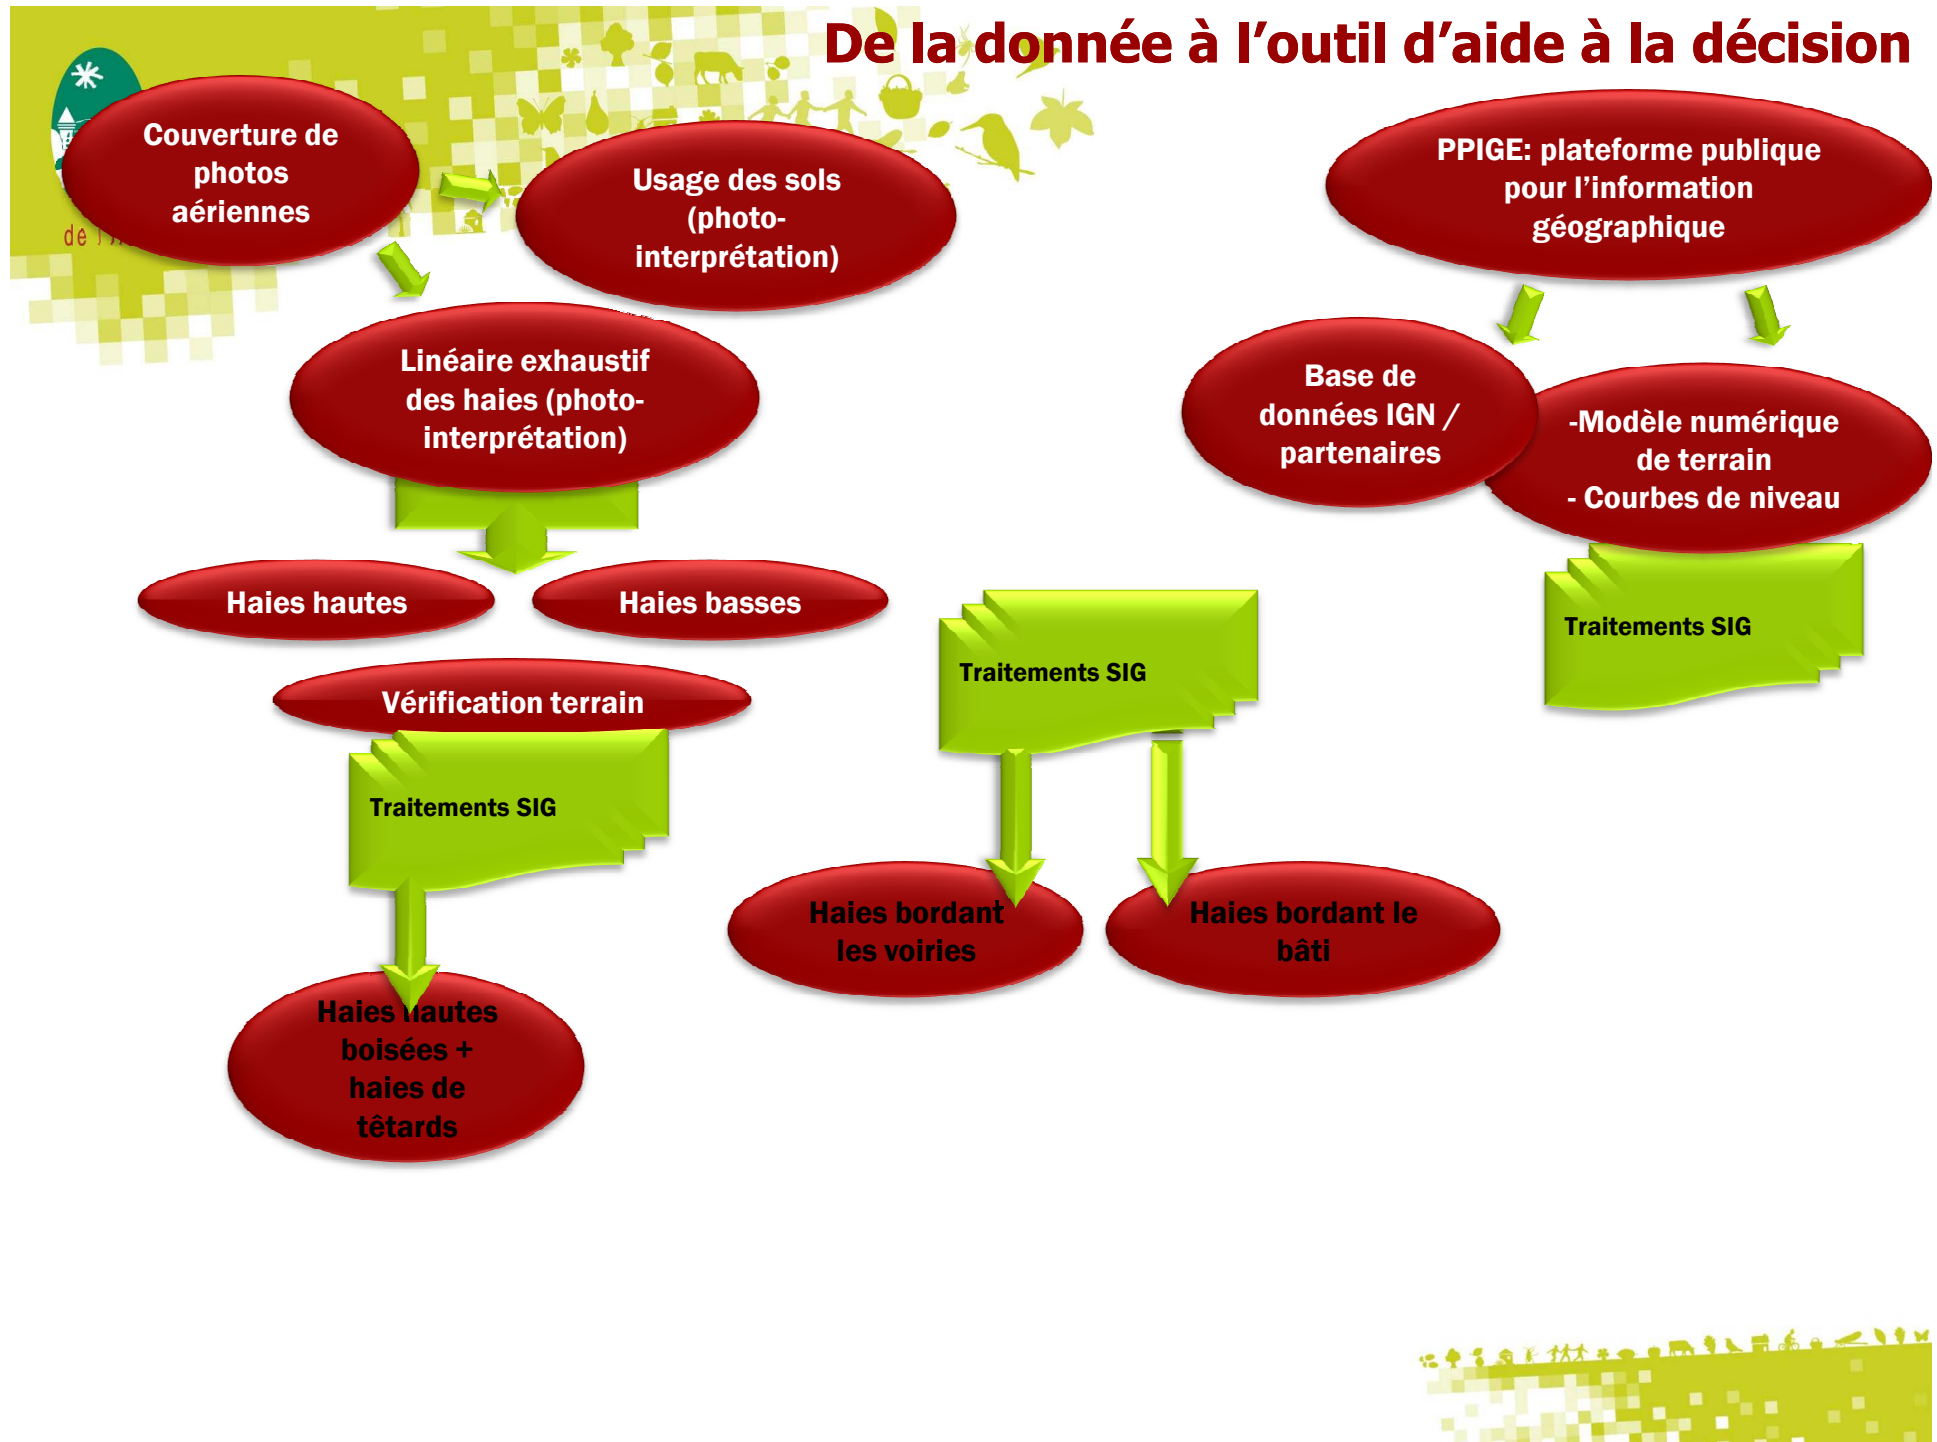 De la donnée à l’outil d’aide à la décision
Couverture de
photos
aériennes
de
Usage des sols
(photo-
interprétation)
PPIGE: plateforme publique
pour l’information
géographique
Linéaire exhaustif
des haies (photo-
interprétation)
Base de
données IGN /
partenaires
-Modèle numérique
de terrain
- Courbes de niveau
Haies hautes
Haies basses
Vérification terrain
Traitements SIG
Traitements SIG
Traitements SIG
Haies bordant
les voiries
Haies bordant le
bâti
Haies hautes
boisées +
haies de
têtards